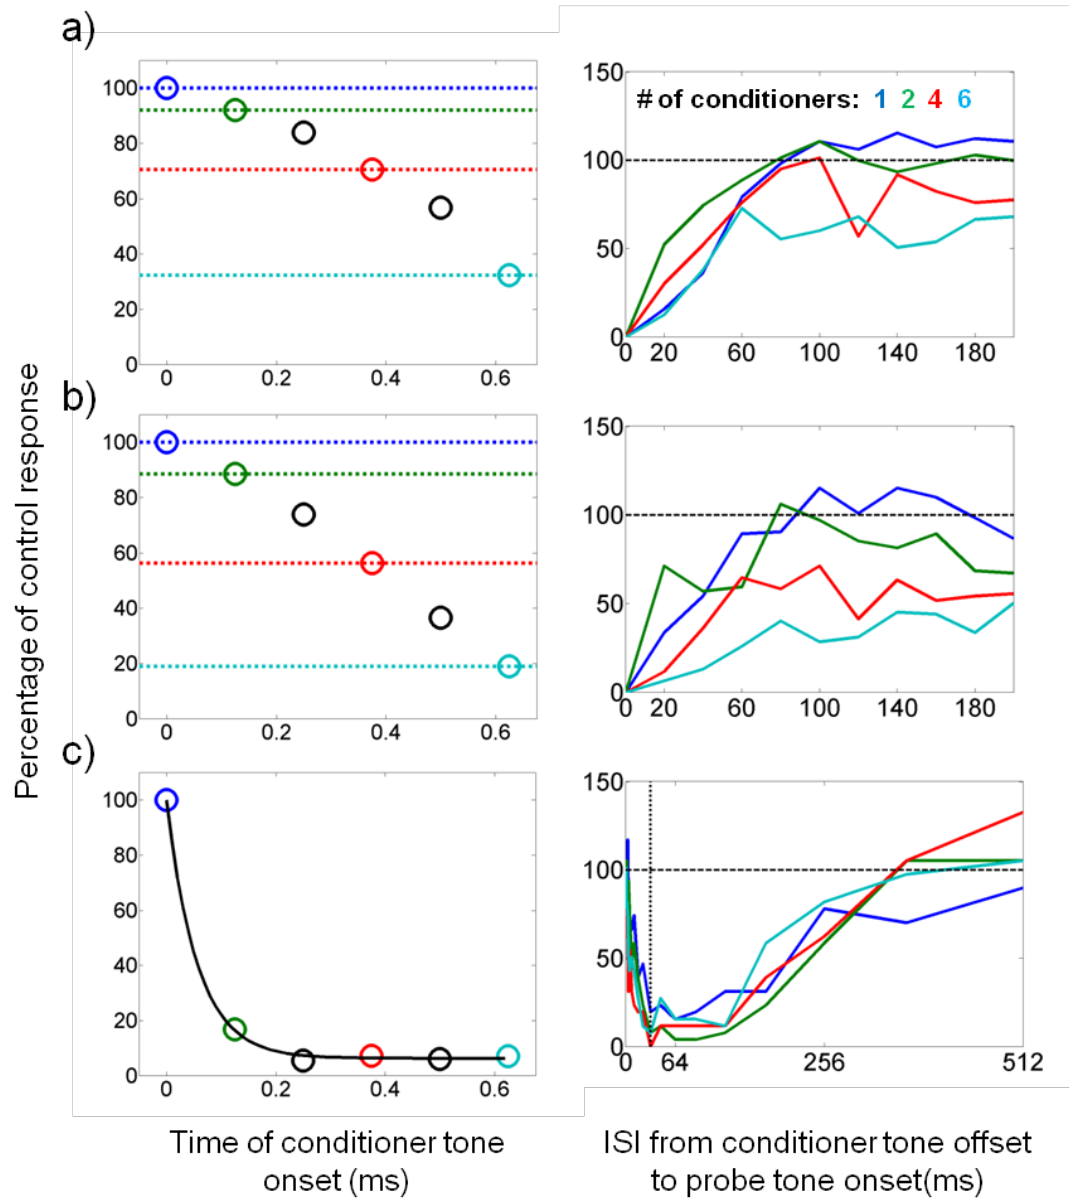 a)
100
80
60
40
20
0
0 0.2 0.4 0.6
150
# of conditioners: 1 2 4 6
100
50
0
0 20 60 100 140 180
b)
100
80
60
40
20
0
0 0.2 0.4 0.6
150
100
50
0
0 20 60 100 140 180
Percentage of control response
c)
100
80
60
40
20
0
0 0.2 0.4 0.6
150
100
50
0
0 64 256 512
Time of conditioner tone
onset (ms)
ISI from conditioner tone offset
to probe tone onset(ms)